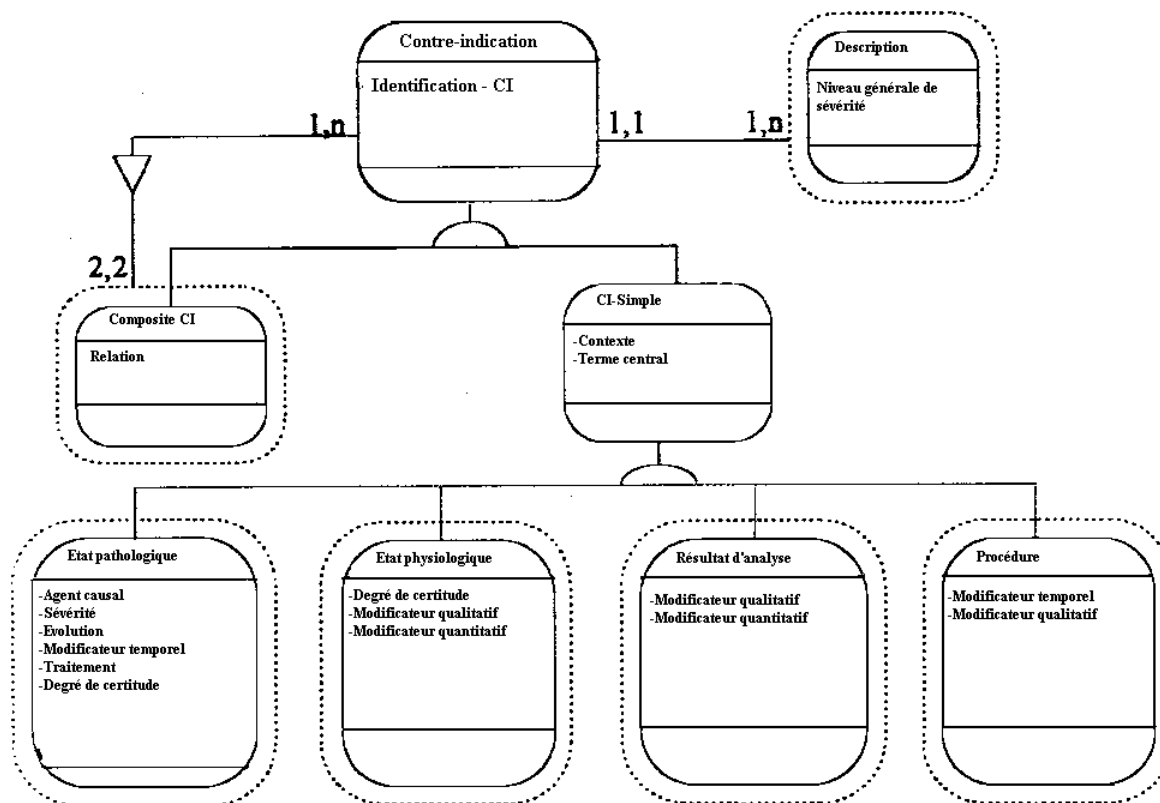 Contre-indication
Identification - CI
Description
Niveau générale de
sévérité
1,n
1,1
1,n
2,2
Composite CI
Relation
CI-Simple
-Contexte
-Terme central
Etat pathologique
-Agent causal
-Sévérité
-Evolution
-Modificateur temporel
-Traitement
-Degré de certitude
Etat physiologique
-Degré de certitude
-Modificateur qualitatif
-Modificateur quantitatif
Résultat d'analyse
-Modificateur qualitatif
-Modificateur quantitatif
Procédure
-Modificateur temporel
-Modificateur qualitatif